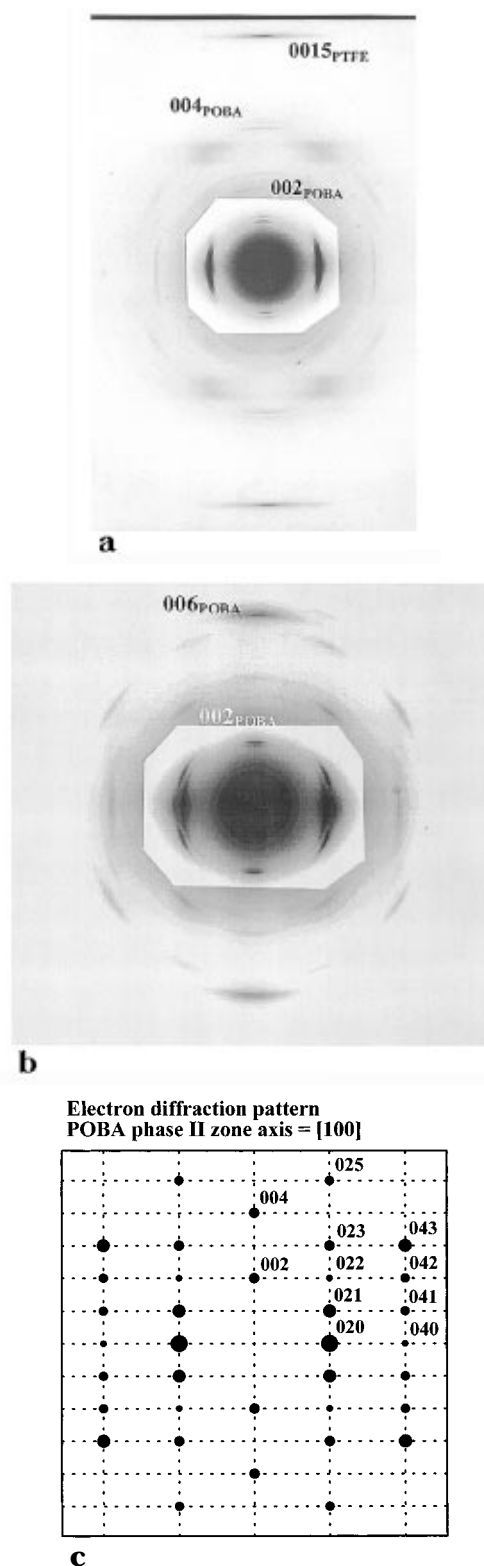 0015PTFE
004POBA
002POBA
a
006POBA
002POBA
b
Electron diffraction pattern
POBA phase II zone axis = [100]
025
004
023 043
002 022 042
021 041
020 040
c